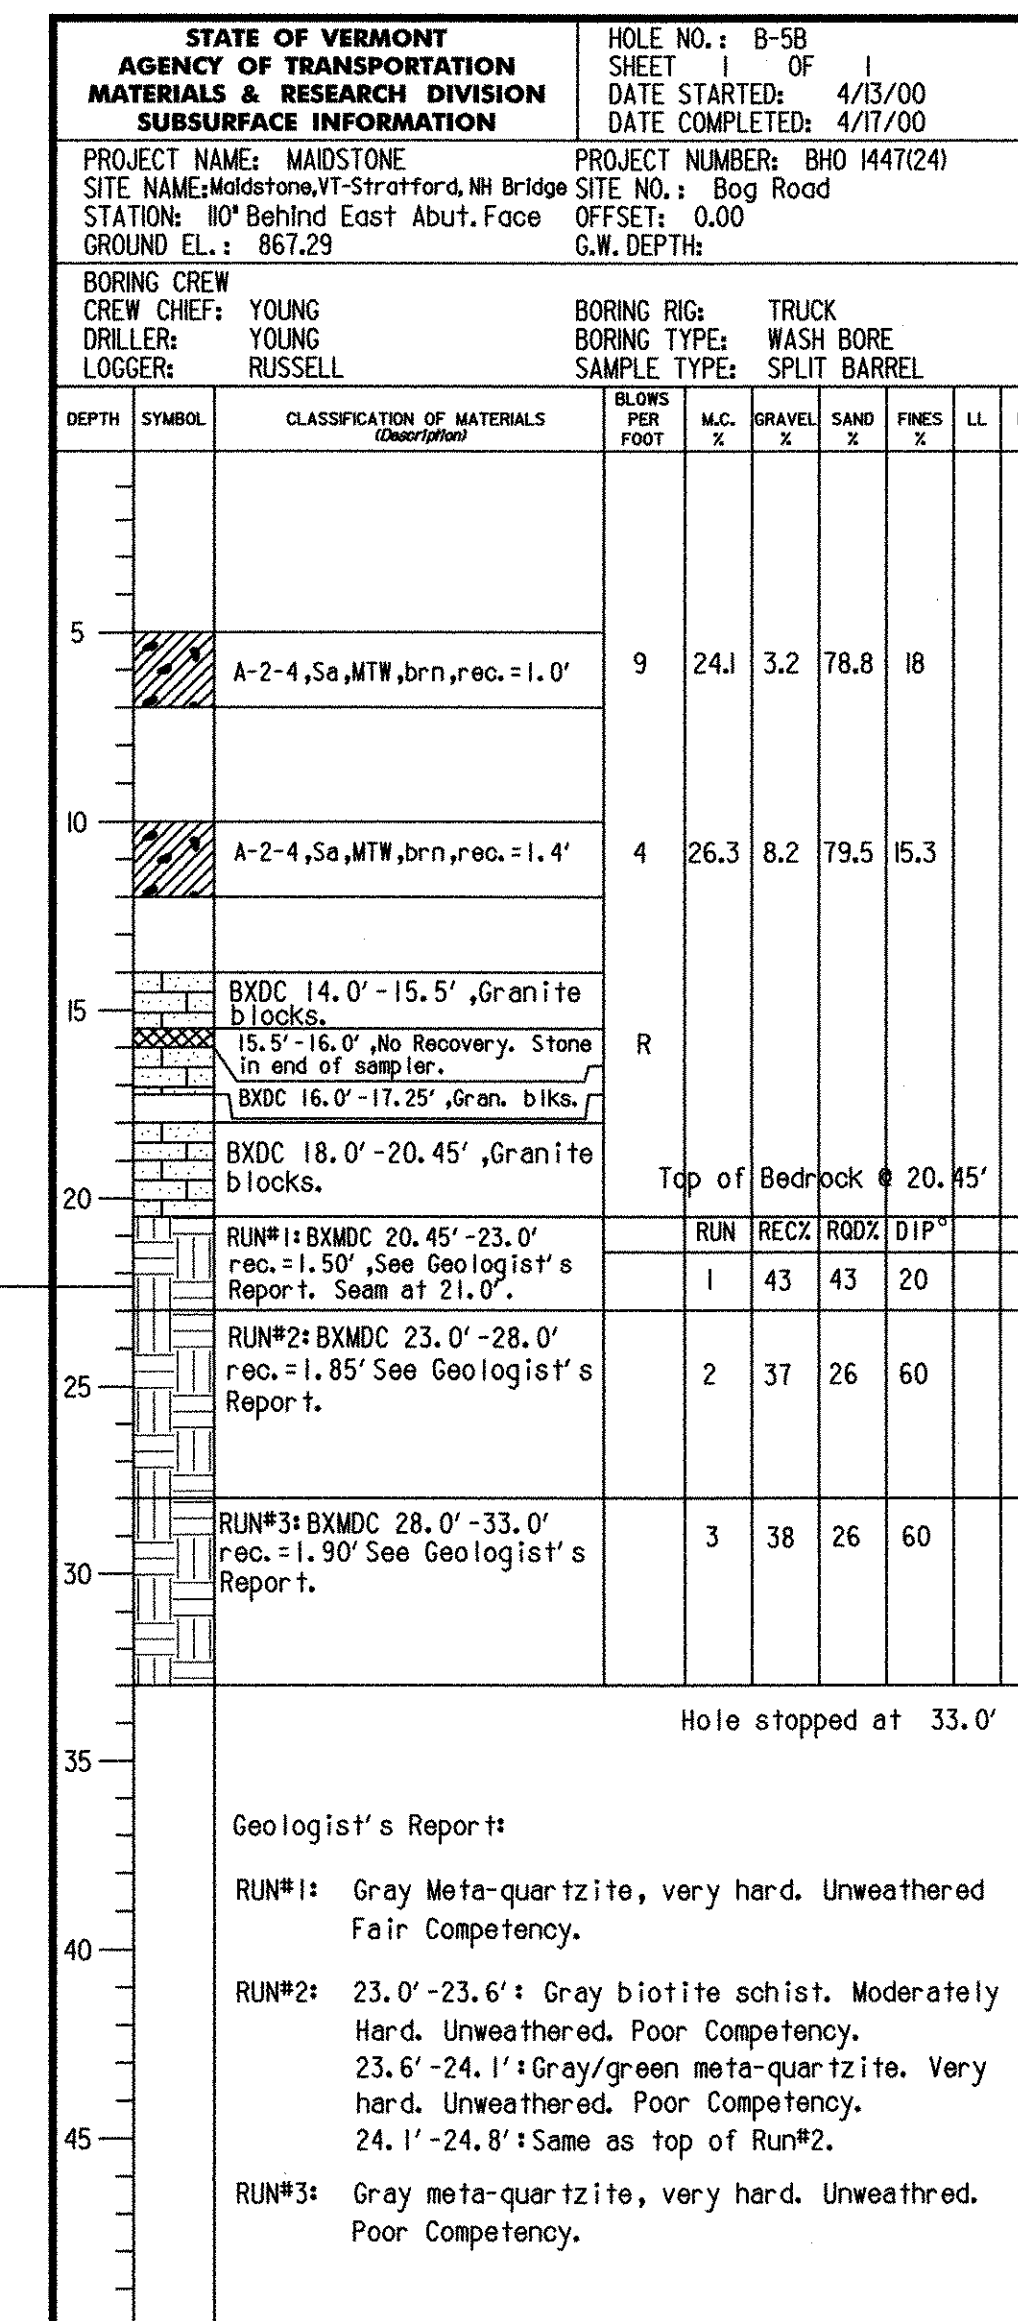 STATE OF VERMONT
AGENCY OF TRANSPORTATION
MATERIALS & RESEARCH DIVISION
SUBSURFACE INFORMATION
HOLE NO.: B-5B
SHEET 1 OF 1
DATE STARTED: 4/13/00
DATE COMPLETED: 4/17/00
PROJECT NAME: MAIDSTONE
PROJECT NUMBER: BHO 1447(24)
SITE NAME:Maidstone,VT-Stratford, NH Bridge
SITE NO.: Bog Road
STATION: 110" Behind East Abut. Face
OFFSET: 0.00
GROUND EL.: 867.29
G.W. DEPTH:
BORING CREW
CREW CHIEF: YOUNG
BORING RIG: TRUCK
DRILLER: YOUNG
BORING TYPE: WASH BORE
LOGGER: RUSSELL
SAMPLE TYPE: SPLIT BARREL
DEPTH SYMBOL CLASSIFICATION OF MATERIALS (Description) BLOWS PER FOOT M.C. % GRAVEL % SAND % FINES % LL
5
A-2-4,Sa,MTW,brn,rec.=1.0' 9 24.1 3.2 78.8 18
10
A-2-4,Sa,MTW,brn,rec.=1.4' 4 26.3 8.2 79.5 15.3
BXDC 14.0'-15.5' ,Granite
blocks.
15
15.5'-16.0' ,No Recovery. Stone
in end of sampler.
R
BXDC 16.0'-17.25' ,Gran. blks.
BXDC 18.0'-20.45' ,Granite
blocks.
Top of Bedrock @ 20.45'
20
RUN REC% RQD% DIP°
RUN#1: BXMDC 20.45'-23.0'
rec.=1.50' ,See Geologist's
Report. Seam at 21.0'.
1 43 43 20
RUN#2: BXMDC 23.0'-28.0'
rec.=1.85' See Geologist's
Report.
2 37 26 60
25
RUN#3: BXMDC 28.0'-33.0'
rec.=1.90' See Geologist's
Report.
3 38 26 60
30
Hole stopped at 33.0'
35
Geologist's Report:
RUN#1: Gray Meta-quartzite, very hard. Unweathered
Fair Competency.
40
RUN#2: 23.0'-23.6': Gray biotite schist. Moderately
Hard. Unweathered. Poor Competency.
23.6'-24.1':Gray/green meta-quartzite. Very
hard. Unweathered. Poor Competency.
45
24.1'-24.8':Same as top of Run#2.
RUN#3: Gray meta-quartzite, very hard. Unweathred.
Poor Competency.